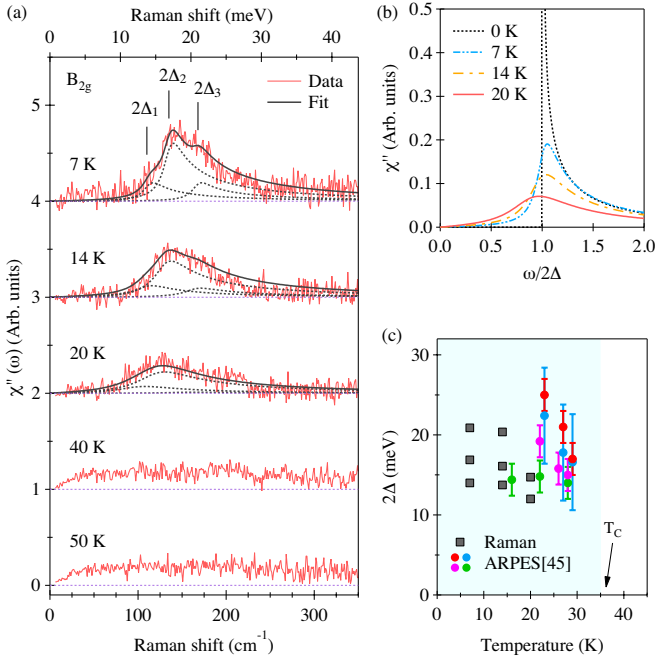 (a)
Raman shift (meV)
0 10 20 30 40
B2g
2Δ1
2Δ2
2Δ3
Data
Fit
7 K
14 K
20 K
40 K
50 K
5
4
3
2
1
0
χ'' (ω) (Arb. units)
0 100 200 300
Raman shift (cm-1)
(b)
0 K
7 K
14 K
20 K
0.5
0.4
0.3
0.2
0.1
0.0
χ'' (Arb. units)
0.0 0.5 1.0 1.5 2.0
ω/2Δ
(c)
30
20
10
0
2Δ (meV)
Raman
ARPES[45]
TC
0 10 20 30 40
Temperature (K)